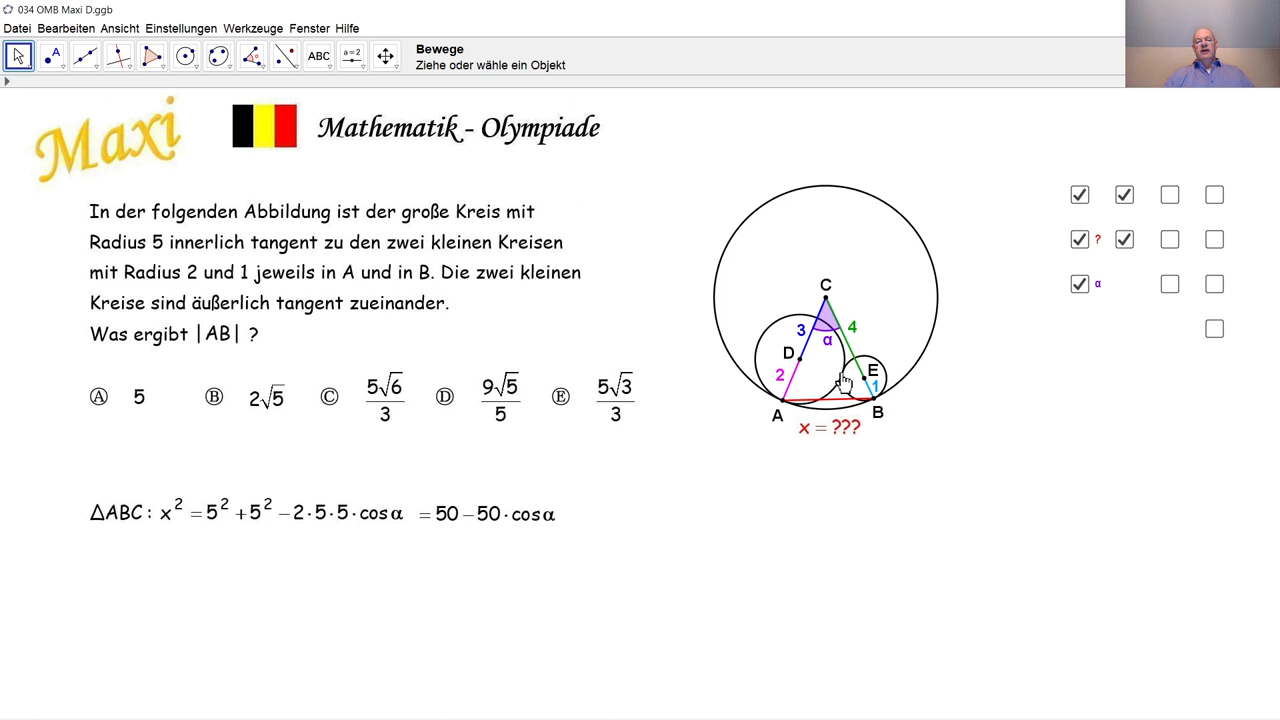 034 OMB Maxi D.ggb
Datei Bearbeiten Ansicht Einstellungen Werkzeuge Fenster Hilfe
A
ABC
a=2
Bewege
Ziehe oder wähle ein Objekt
Maxi
Mathematik - Olympiade
In der folgenden Abbildung ist der große Kreis mit
Radius 5 innerlich tangent zu den zwei kleinen Kreisen
mit Radius 2 und 1 jeweils in A und in B. Die zwei kleinen
Kreise sind äußerlich tangent zueinander.
Was ergibt |AB| ?
Ⓐ 5 Ⓑ 2√5 Ⓒ 5√6/3 Ⓓ 9√5/5 Ⓔ 5√3/3
C
3 4
α
D
E
2
1
A
B
x = ???
?
α
ΔABC: x² = 5² + 5² − 2·5·5·cosα = 50 − 50·cosα